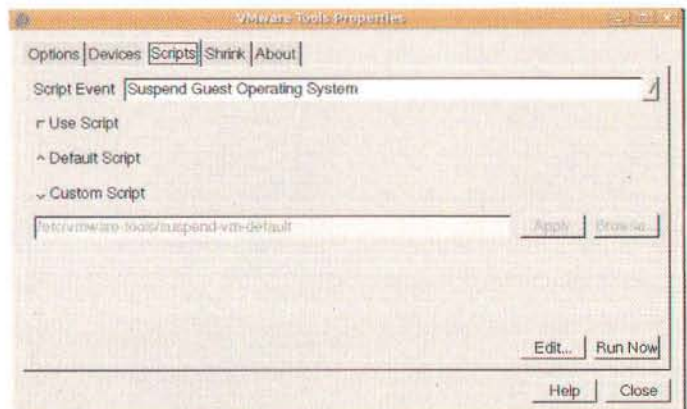 VMware Tools Properties
Options Devices Scripts Shrink About
Script Event Suspend Guest Operating System
Use Script
Default Script
Custom Script
/etc/vmware-tools/suspend-vm-default
Apply Browse...
Edit... Run Now
Help Close